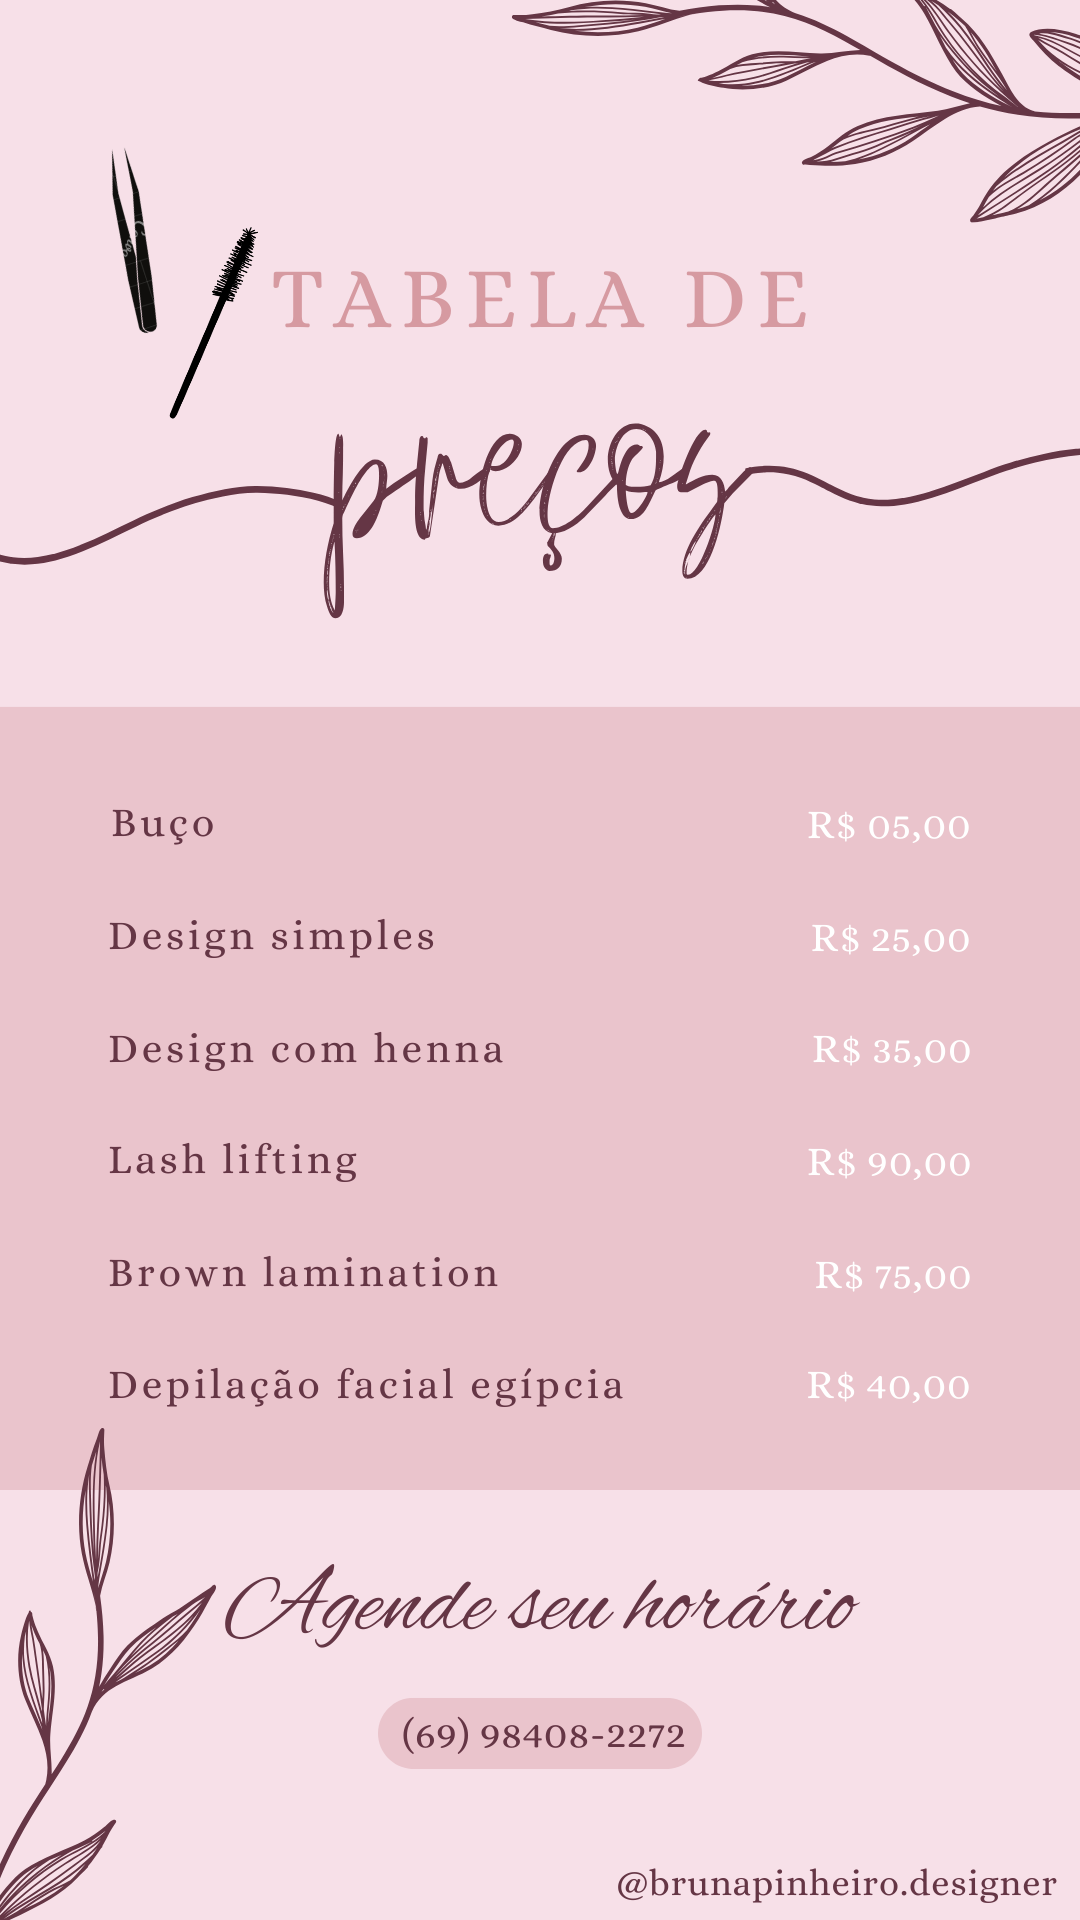 TABELA DE
preços
Buço R$ 05,00
Design simples R$ 25,00
Design com henna R$ 35,00
Lash lifting R$ 90,00
Brown lamination R$ 75,00
Depilação facial egípcia R$ 40,00
Agende seu horário
(69) 98408-2272
@brunapinheiro.designer